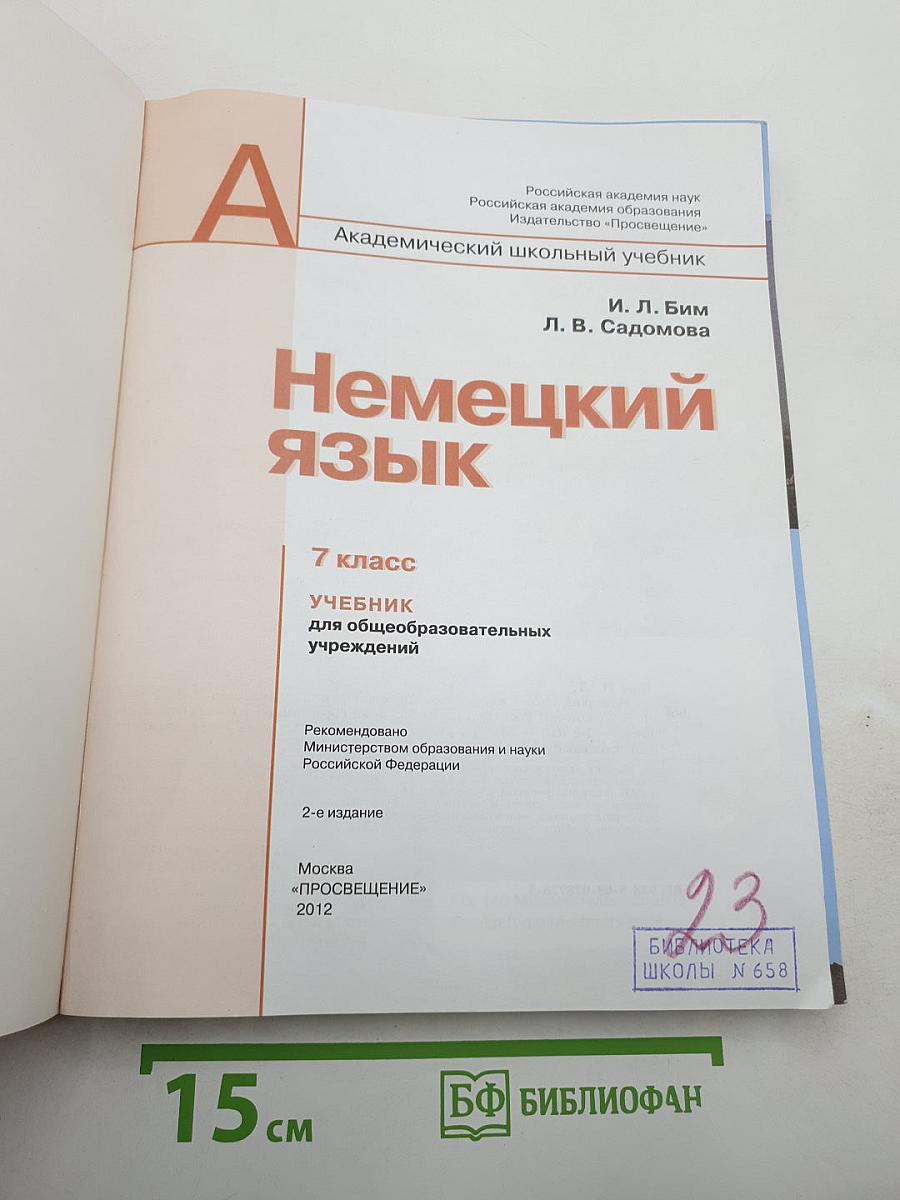 А
Российская академия наук
Российская академия образования
Издательство «Просвещение»
Академический школьный учебник
И. Л. Бим
Л. В. Садомова
Немецкий
язык
7 класс
УЧЕБНИК
для общеобразовательных
учреждений
Рекомендовано
Министерством образования и науки
Российской Федерации
2-е издание
Москва
«ПРОСВЕЩЕНИЕ»
2012
23
БИБЛИОТЕКА
ШКОЛЫ N 658
15 см
БФ БИБЛИОФАН